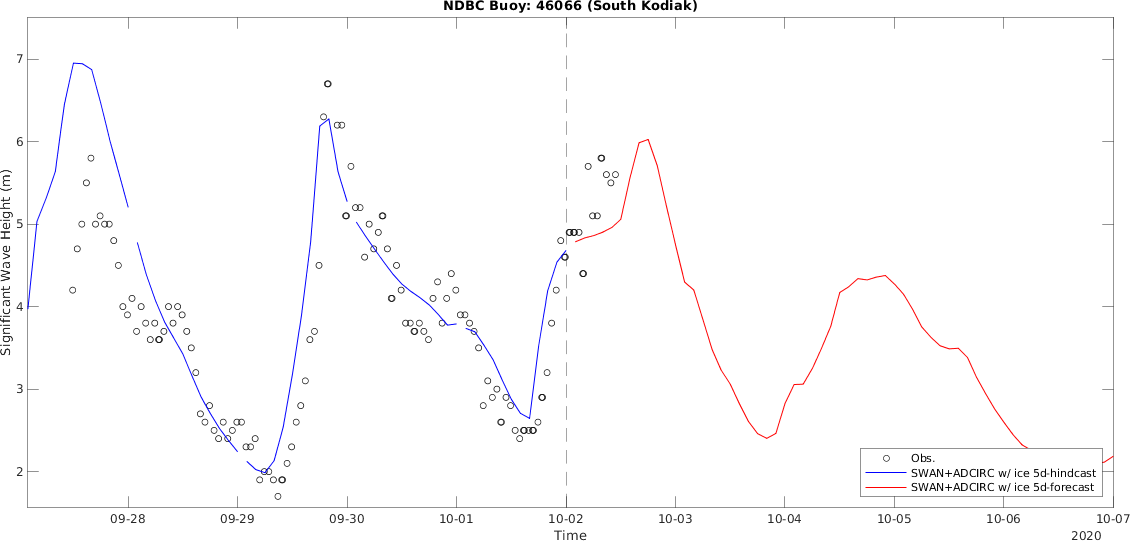 NDBC Buoy: 46066 (South Kodiak)
Significant Wave Height (m)
7
6
5
4
3
2
Obs.
SWAN+ADCIRC w/ ice 5d-hindcast
SWAN+ADCIRC w/ ice 5d-forecast
09-28 09-29 09-30 10-01 10-02 10-03 10-04 10-05 10-06 10-07
Time
2020